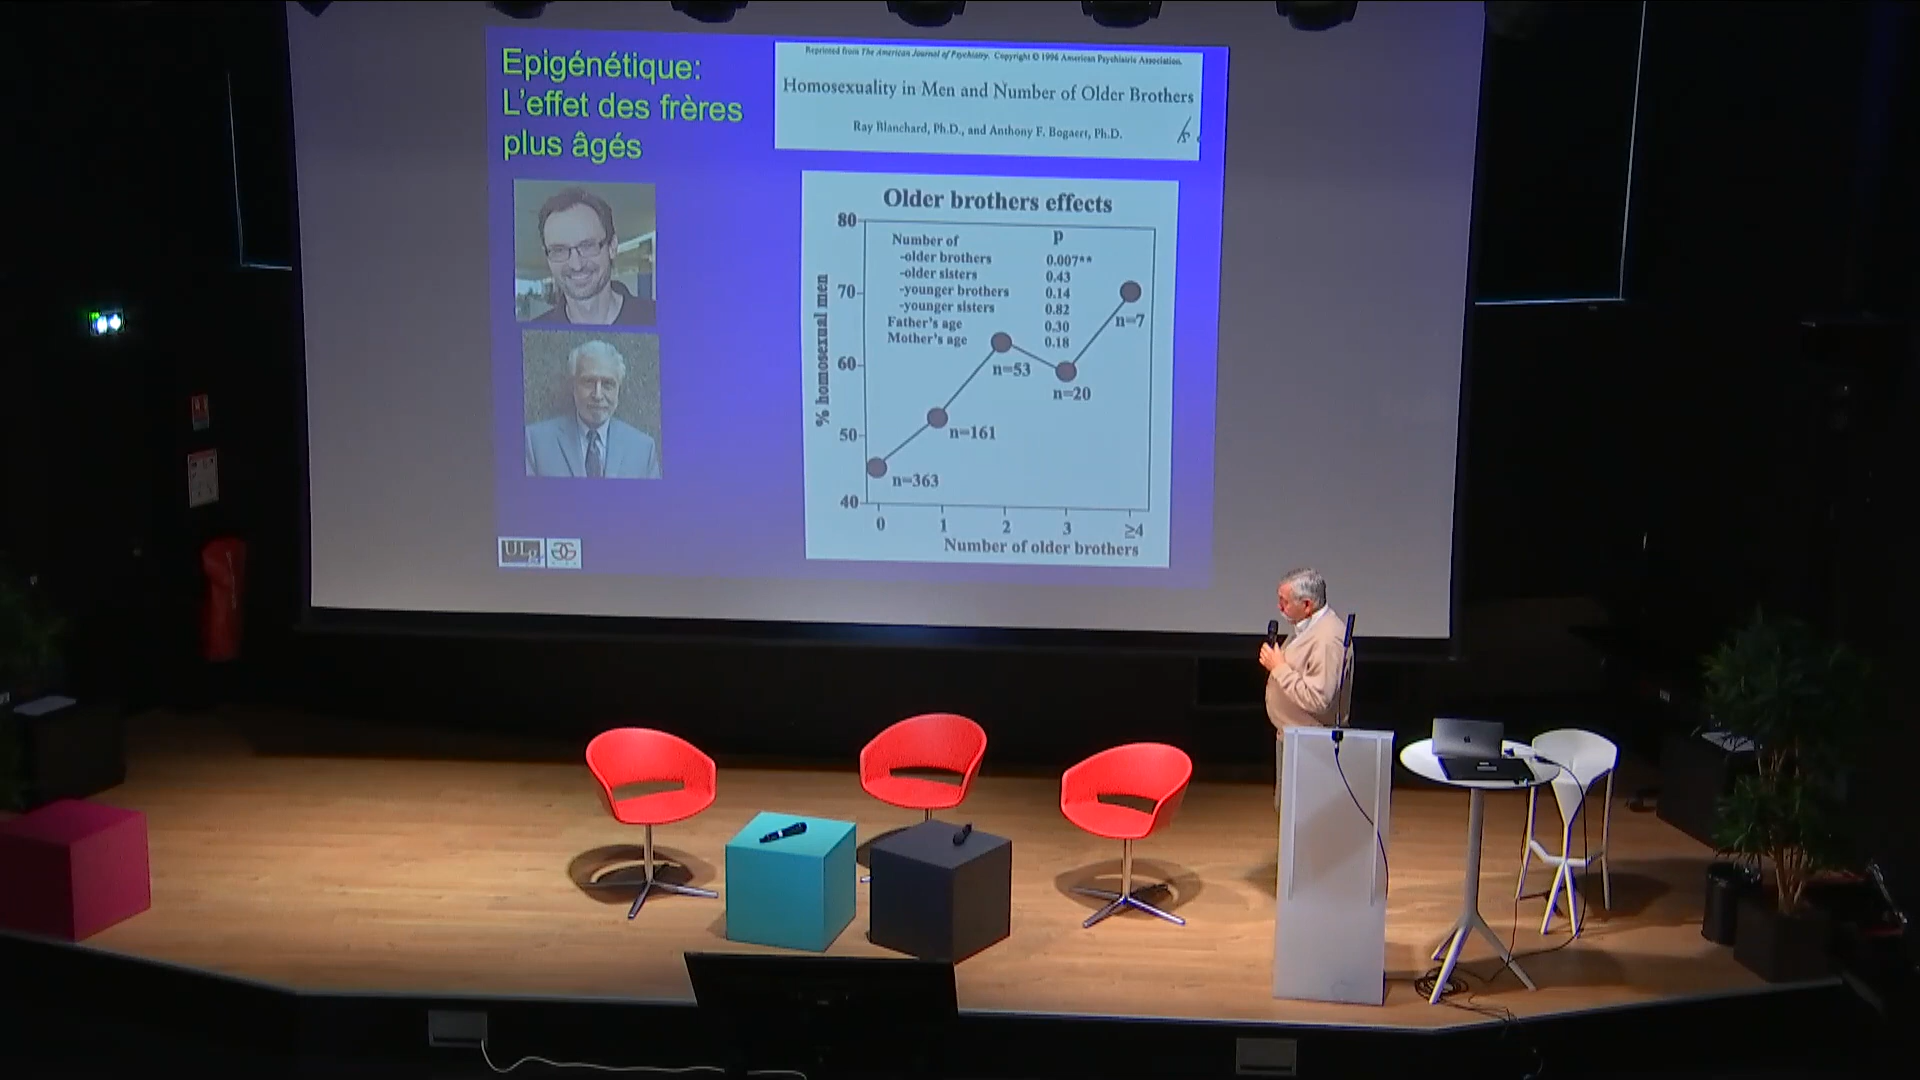 Epigénétique:
L'effet des frères
plus âgés
Reprinted from The American Journal of Psychiatry. Copyright © 1996 American Psychiatric Association.
Homosexuality in Men and Number of Older Brothers
Ray Blanchard, Ph.D., and Anthony F. Bogaert, Ph.D.
Older brothers effects
% homosexual men
80
70
60
50
40
Number of p
-older brothers 0.007**
-older sisters 0.43
-younger brothers 0.14
-younger sisters 0.82
Father's age 0.30
Mother's age 0.18
n=7
n=53
n=20
n=161
n=363
0 1 2 3 ≥4
Number of older brothers
ULg